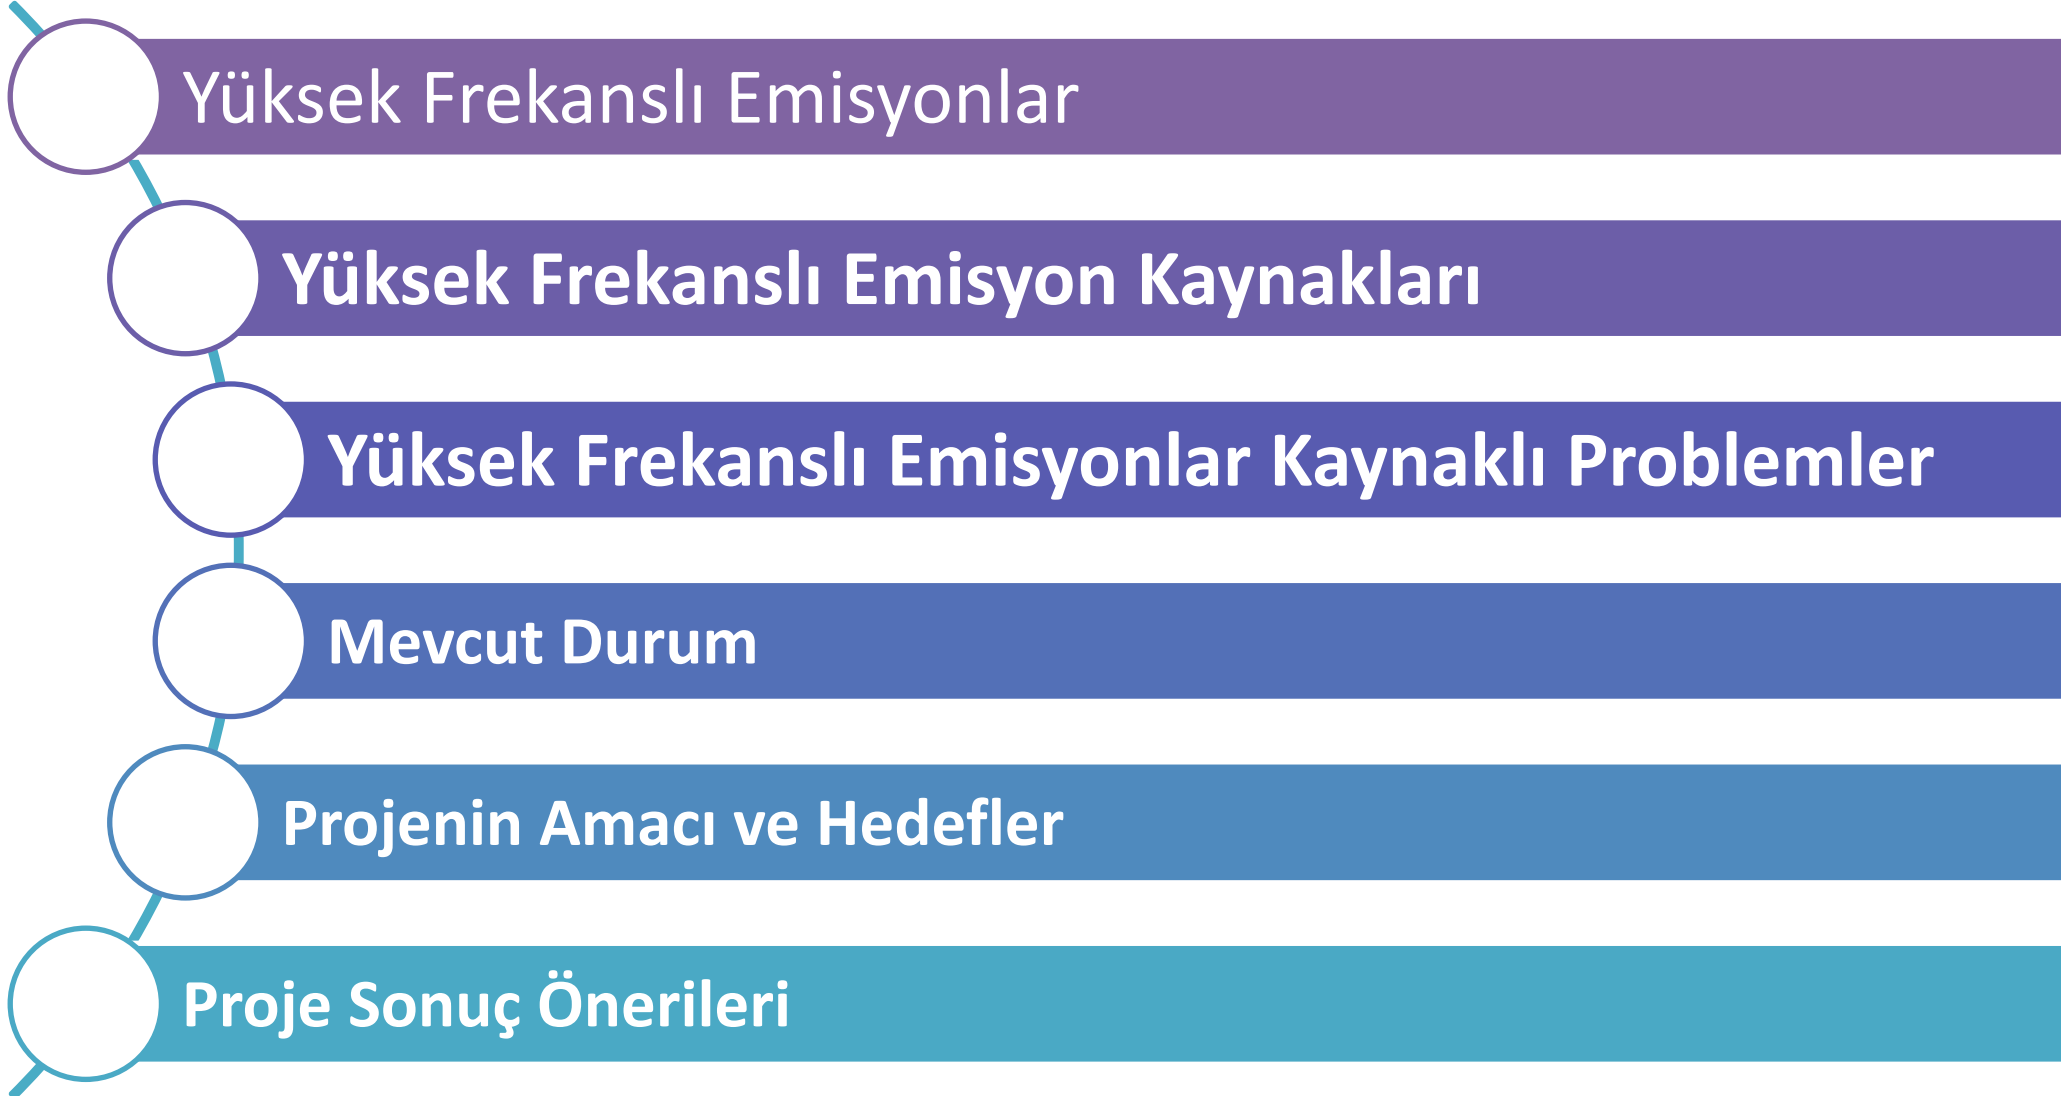 Yüksek Frekanslı Emisyonlar
Yüksek Frekanslı Emisyon Kaynakları
Yüksek Frekanslı Emisyonlar Kaynaklı Problemler
Mevcut Durum
Projenin Amacı ve Hedefler
Proje Sonuç Önerileri